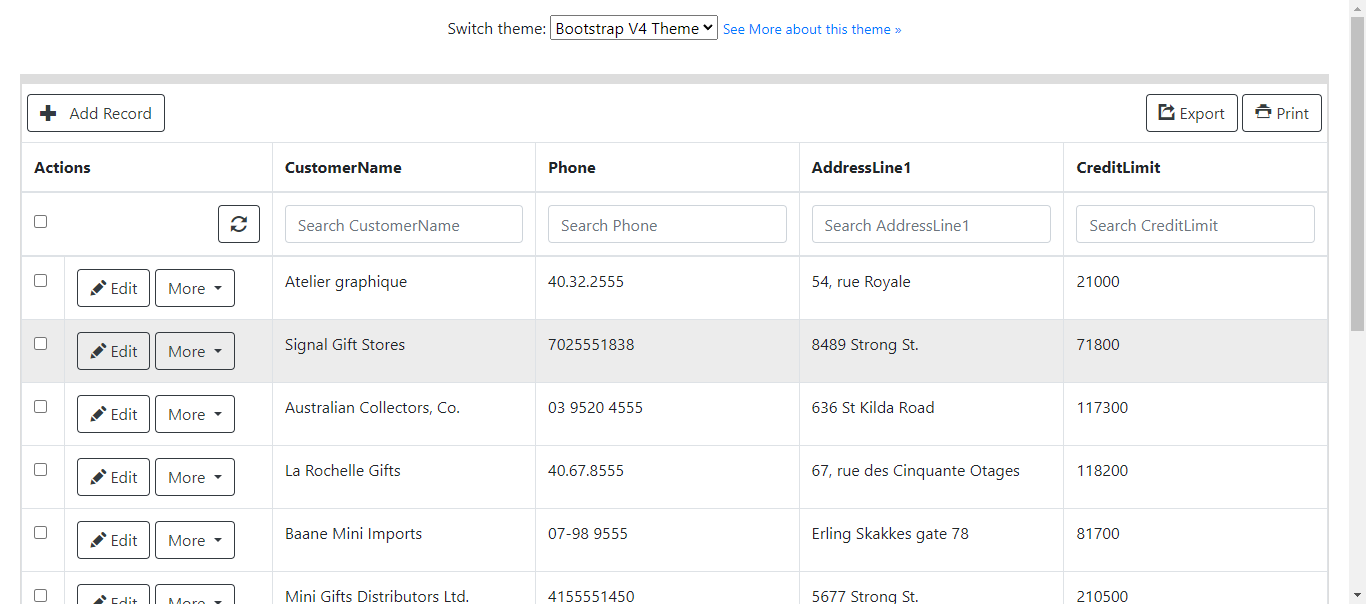 Switch theme: Bootstrap V4 Theme See More about this theme »
Add Record Export Print
Actions CustomerName Phone AddressLine1 CreditLimit
Search CustomerName Search Phone Search AddressLine1 Search CreditLimit
Edit More Atelier graphique 40.32.2555 54, rue Royale 21000
Edit More Signal Gift Stores 7025551838 8489 Strong St. 71800
Edit More Australian Collectors, Co. 03 9520 4555 636 St Kilda Road 117300
Edit More La Rochelle Gifts 40.67.8555 67, rue des Cinquante Otages 118200
Edit More Baane Mini Imports 07-98 9555 Erling Skakkes gate 78 81700
Edit More Mini Gifts Distributors Ltd. 4155551450 5677 Strong St. 210500